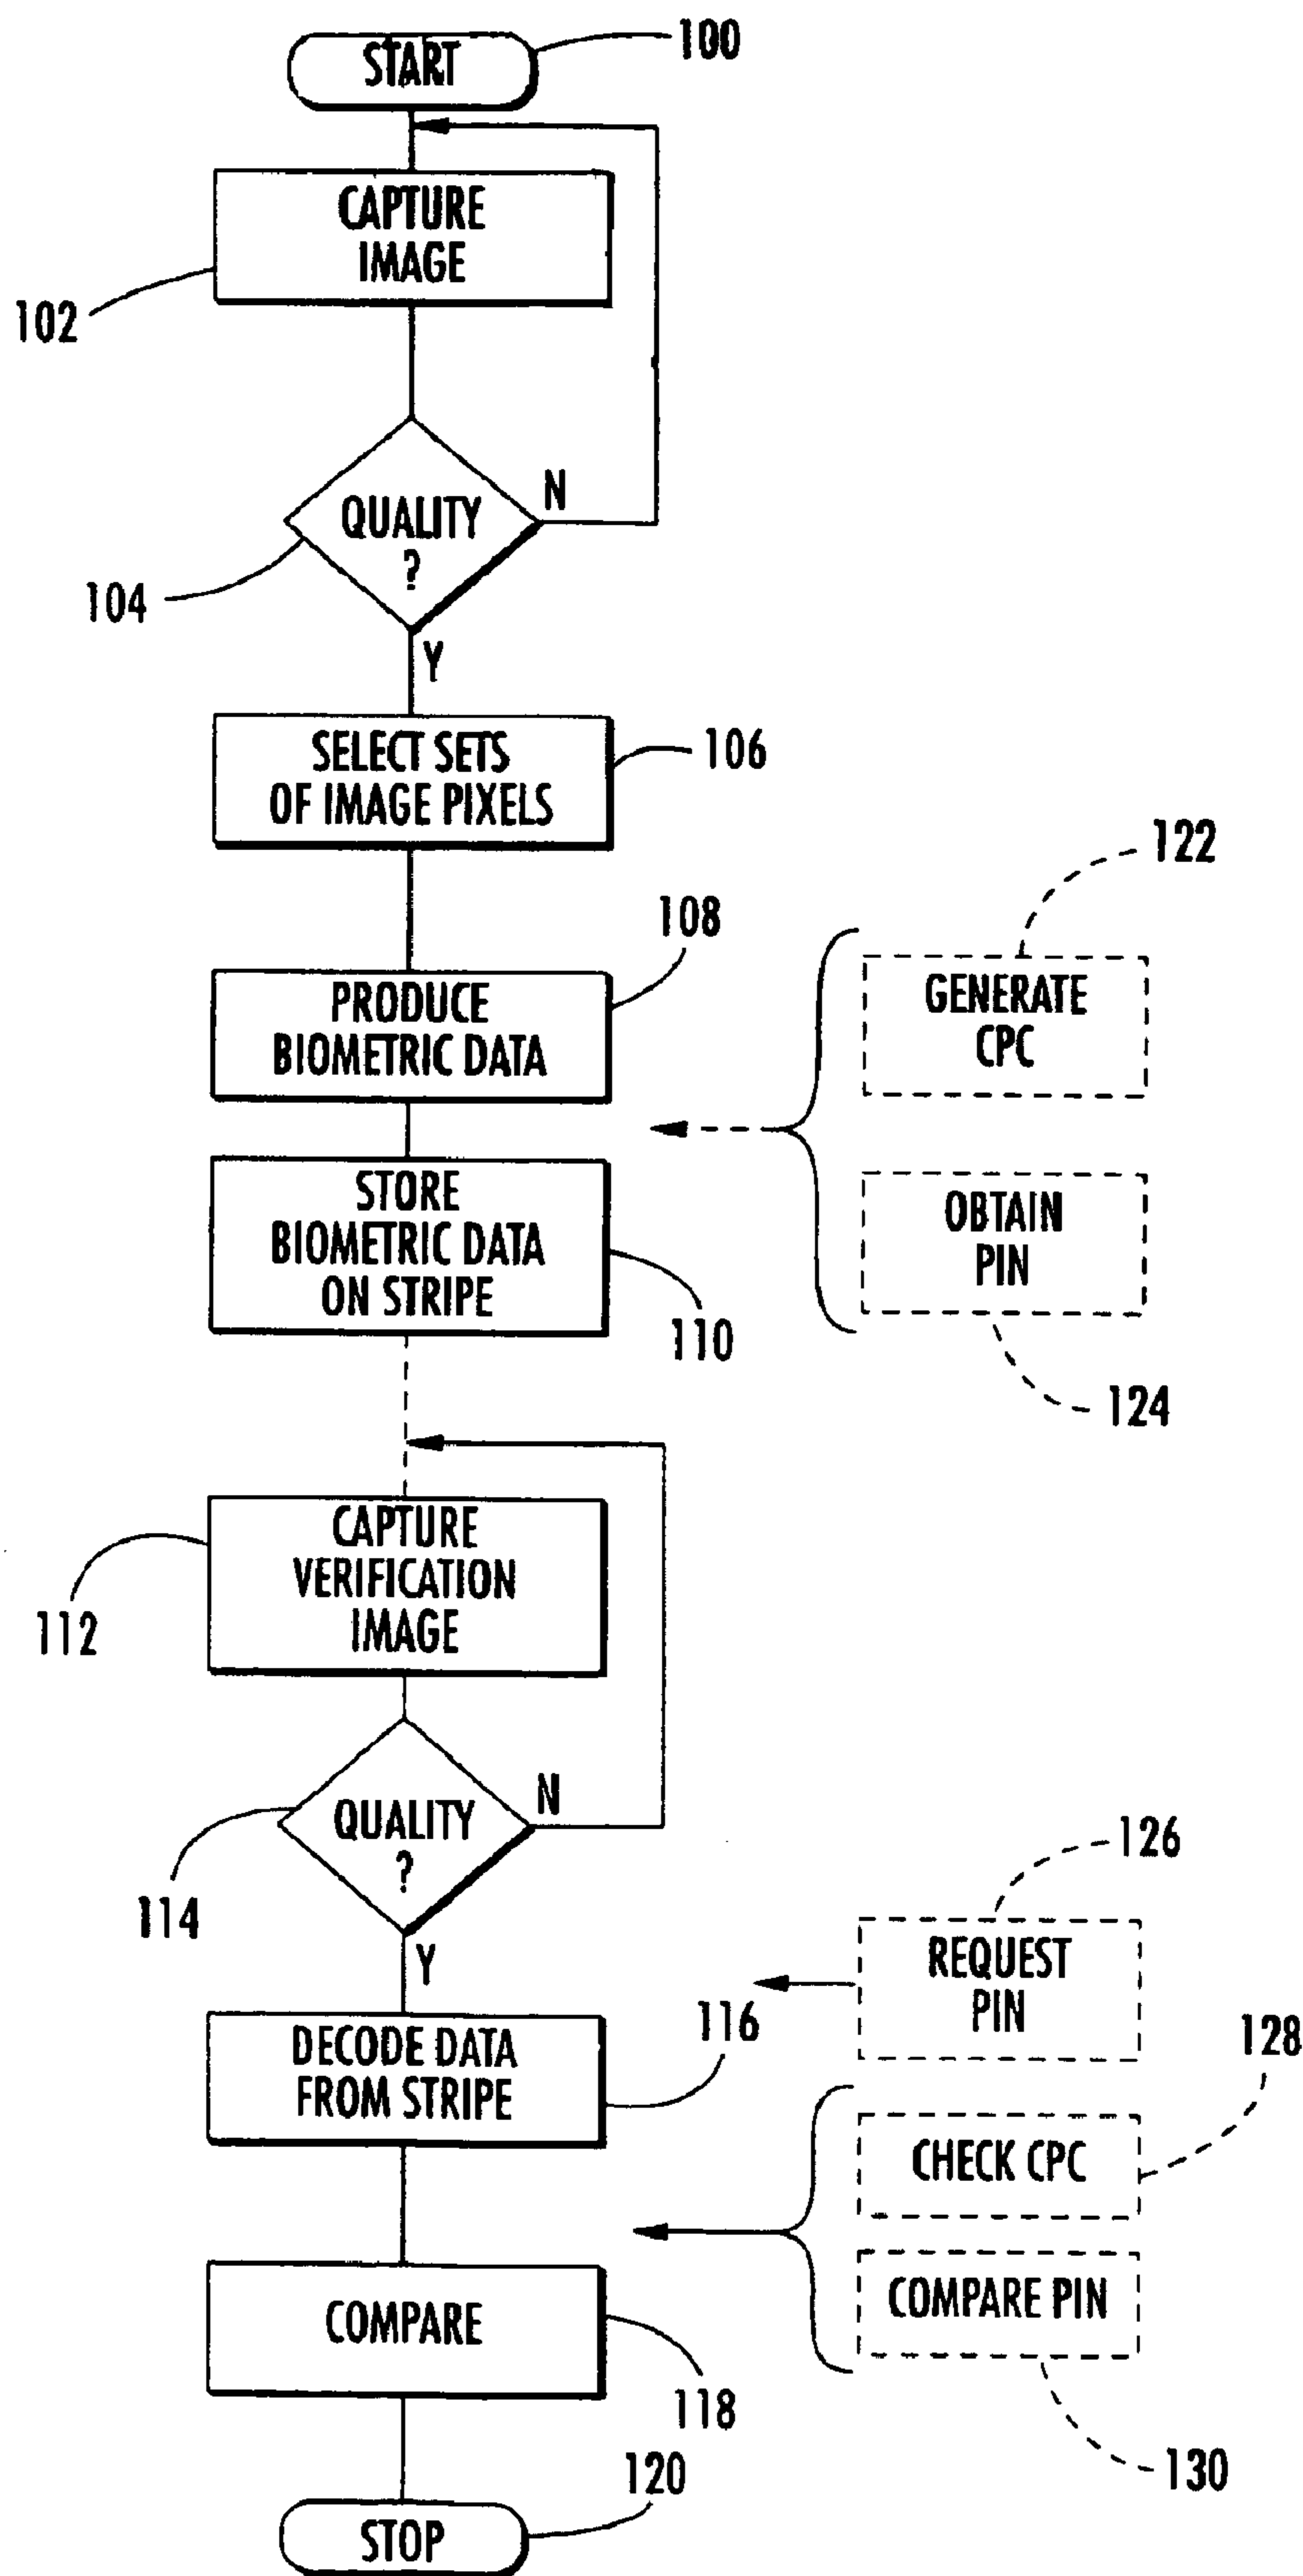 START
100
CAPTURE
IMAGE
102
QUALITY
?
N
104
Y
SELECT SETS
OF IMAGE PIXELS
106
122
108
PRODUCE
BIOMETRIC DATA
GENERATE
CPC
STORE
BIOMETRIC DATA
ON STRIPE
110
OBTAIN
PIN
124
CAPTURE
VERIFICATION
IMAGE
112
QUALITY
?
N
114
Y
126
REQUEST
PIN
DECODE DATA
FROM STRIPE
116
128
CHECK CPC
COMPARE
118
COMPARE PIN
130
120
STOP